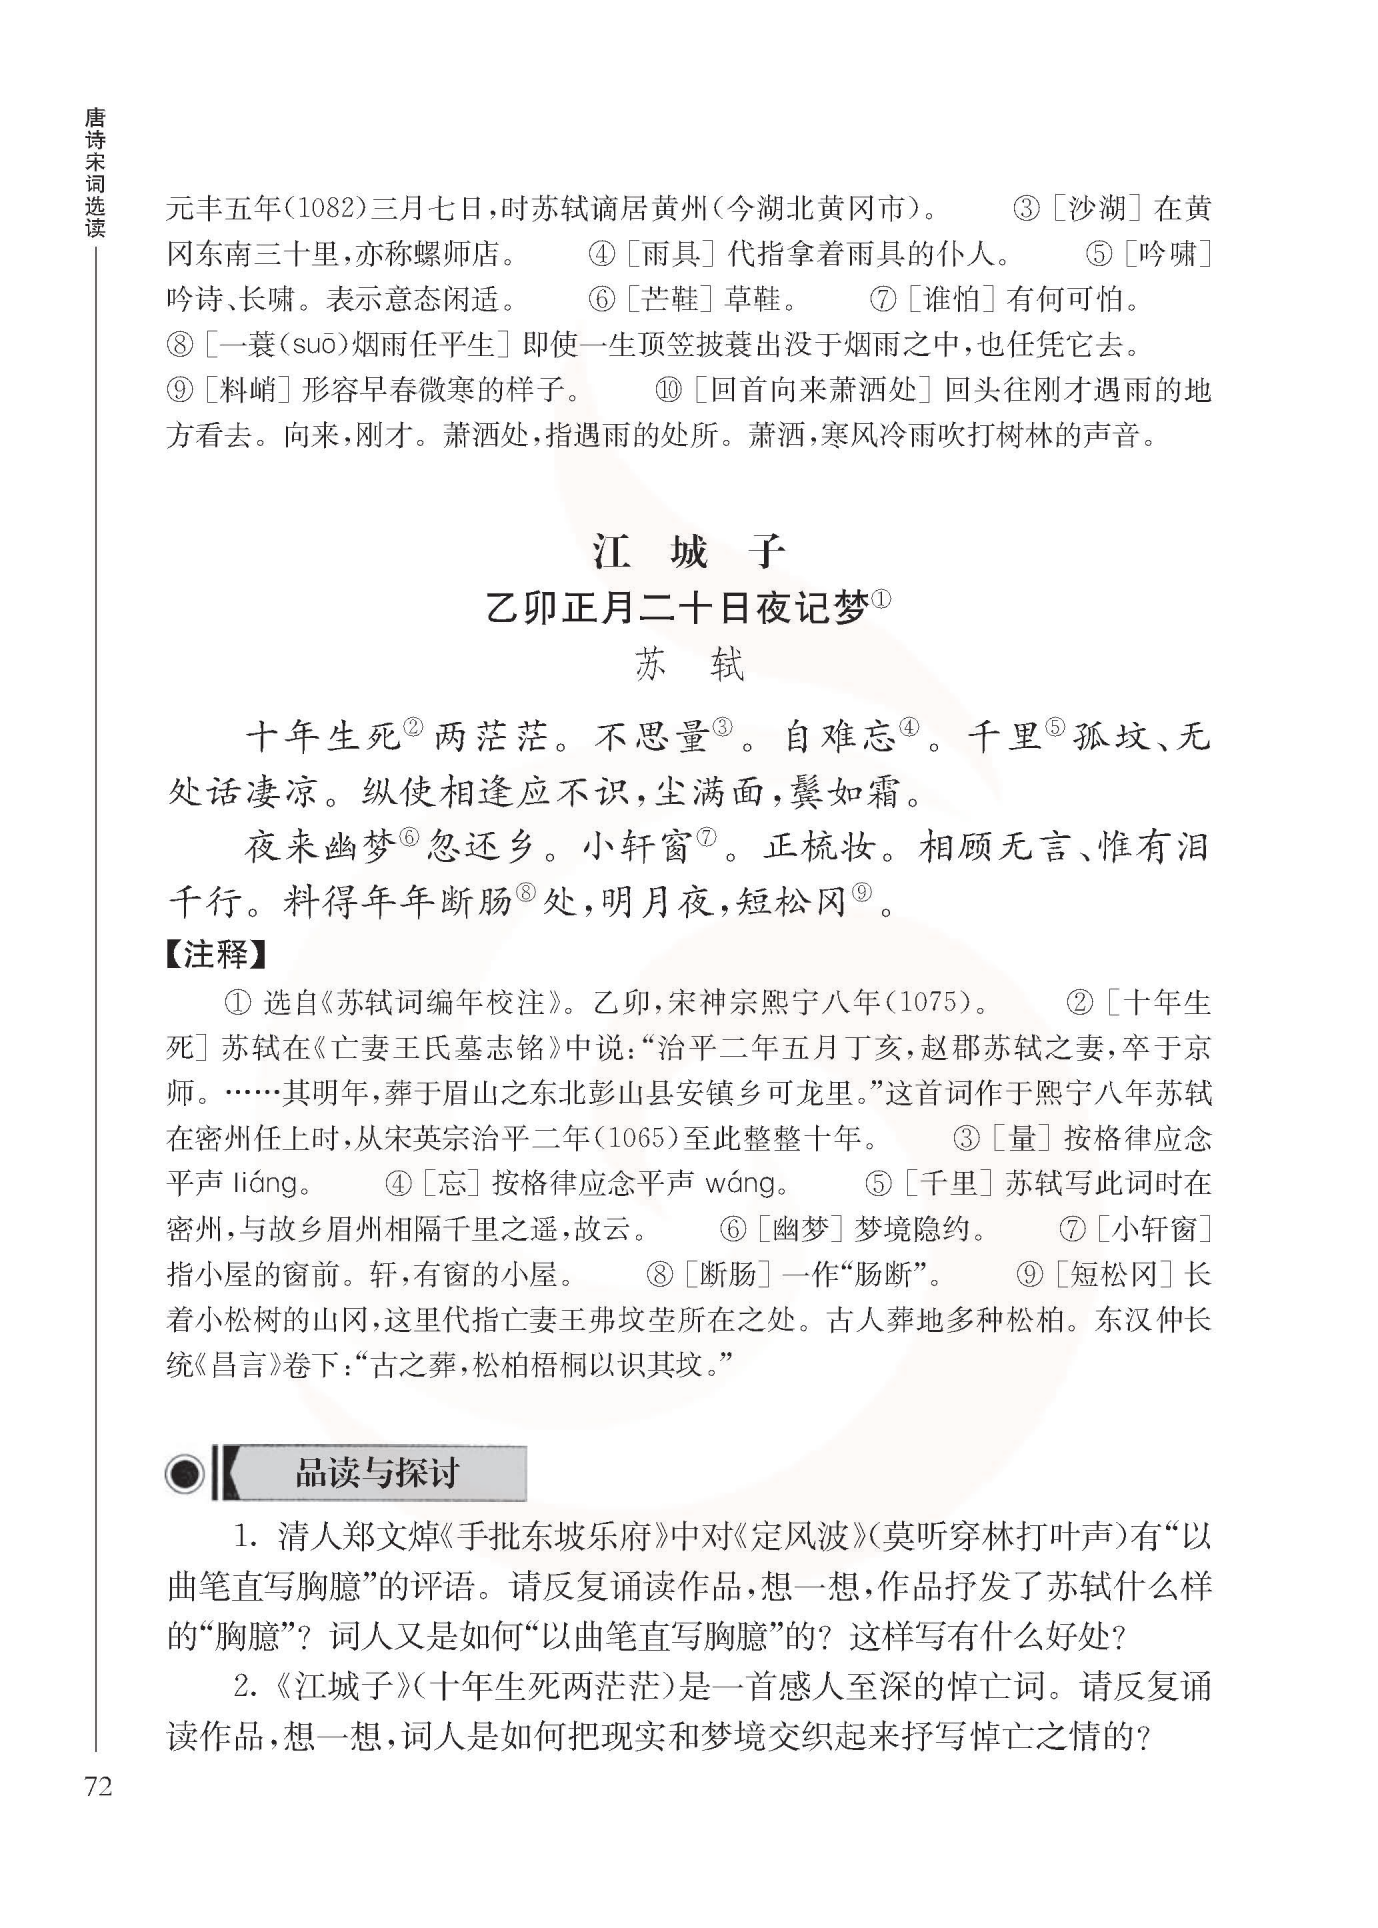 唐诗宋词选读
元丰五年(1082)三月七日,时苏轼谪居黄州(今湖北黄冈市)。　③［沙湖］在黄
冈东南三十里,亦称螺师店。　④［雨具］代指拿着雨具的仆人。　⑤［吟啸］
吟诗、长啸。表示意态闲适。　⑥［芒鞋］草鞋。　⑦［谁怕］有何可怕。
⑧［一蓑(suō)烟雨任平生］即使一生顶笠披蓑出没于烟雨之中,也任凭它去。
⑨［料峭］形容早春微寒的样子。　⑩［回首向来萧洒处］回头往刚才遇雨的地
方看去。向来,刚才。萧洒处,指遇雨的处所。萧洒,寒风冷雨吹打树林的声音。
江　城　子
乙卯正月二十日夜记梦①
苏　轼
十年生死②两茫茫。不思量③。自难忘④。千里⑤孤坟、无
处话凄凉。纵使相逢应不识,尘满面,鬓如霜。
夜来幽梦⑥忽还乡。小轩窗⑦。正梳妆。相顾无言、惟有泪
千行。料得年年断肠⑧处,明月夜,短松冈⑨。
【注释】
① 选自《苏轼词编年校注》。乙卯,宋神宗熙宁八年(1075)。　②［十年生
死］苏轼在《亡妻王氏墓志铭》中说:“治平二年五月丁亥,赵郡苏轼之妻,卒于京
师。……其明年,葬于眉山之东北彭山县安镇乡可龙里。”这首词作于熙宁八年苏轼
在密州任上时,从宋英宗治平二年(1065)至此整整十年。　③［量］按格律应念
平声 liáng。　④［忘］按格律应念平声 wáng。　⑤［千里］苏轼写此词时在
密州,与故乡眉州相隔千里之遥,故云。　⑥［幽梦］梦境隐约。　⑦［小轩窗］
指小屋的窗前。轩,有窗的小屋。　⑧［断肠］一作“肠断”。　⑨［短松冈］长
着小松树的山冈,这里代指亡妻王弗坟茔所在之处。古人葬地多种松柏。东汉仲长
统《昌言》卷下:“古之葬,松柏梧桐以识其坟。”
品读与探讨
1. 清人郑文焯《手批东坡乐府》中对《定风波》(莫听穿林打叶声)有“以
曲笔直写胸臆”的评语。请反复诵读作品,想一想,作品抒发了苏轼什么样
的“胸臆”? 词人又是如何“以曲笔直写胸臆”的? 这样写有什么好处?
2.《江城子》(十年生死两茫茫)是一首感人至深的悼亡词。请反复诵
读作品,想一想,词人是如何把现实和梦境交织起来抒写悼亡之情的?
72